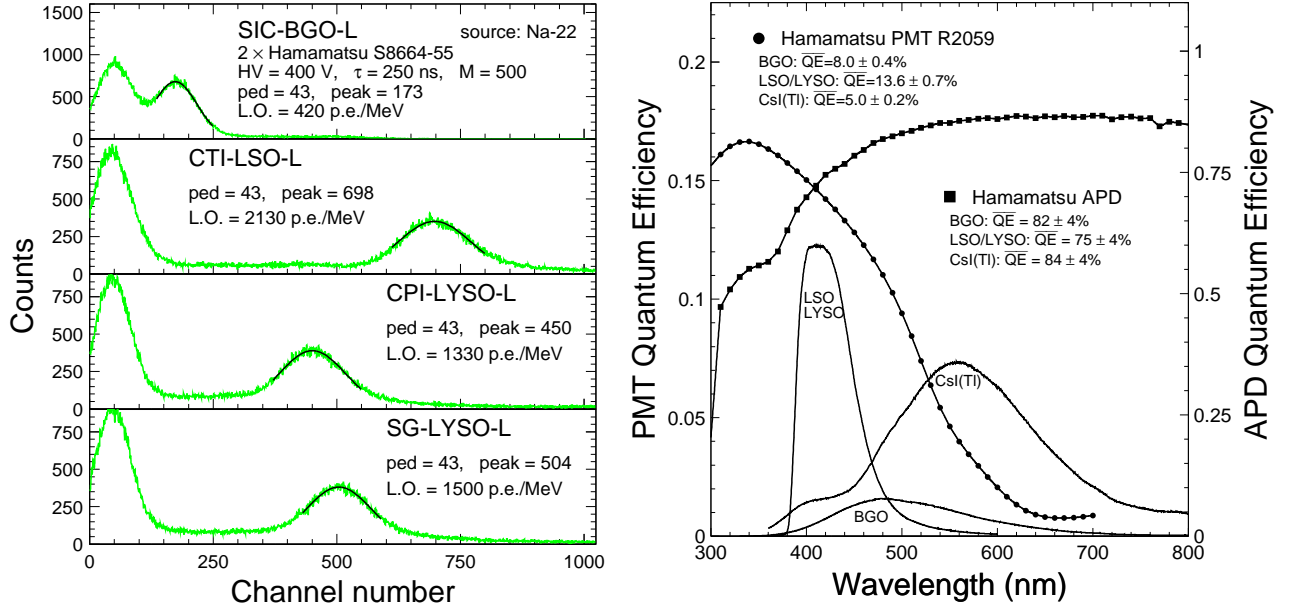 SIC-BGO-L
source: Na-22
2 × Hamamatsu S8664-55
HV = 400 V, τ = 250 ns, M = 500
ped = 43, peak = 173
L.O. = 420 p.e./MeV
0
500
1000
1500
CTI-LSO-L
ped = 43, peak = 698
L.O. = 2130 p.e./MeV
0
250
500
750
CPI-LYSO-L
ped = 43, peak = 450
L.O. = 1330 p.e./MeV
0
250
500
750
SG-LYSO-L
ped = 43, peak = 504
L.O. = 1500 p.e./MeV
0
250
500
750
0
250
500
750
1000
Counts
Channel number
Hamamatsu PMT R2059
BGO: Q̅E̅=8.0 ± 0.4%
LSO/LYSO: Q̅E̅=13.6 ± 0.7%
CsI(Tl): Q̅E̅=5.0 ± 0.2%
Hamamatsu APD
BGO: Q̅E̅ = 82 ± 4%
LSO/LYSO: Q̅E̅ = 75 ± 4%
CsI(Tl): Q̅E̅ = 84 ± 4%
LSO
LYSO
CsI(Tl)
BGO
PMT Quantum Efficiency
0
0.05
0.1
0.15
0.2
APD Quantum Efficiency
0
0.25
0.5
0.75
1
300
400
500
600
700
800
Wavelength (nm)